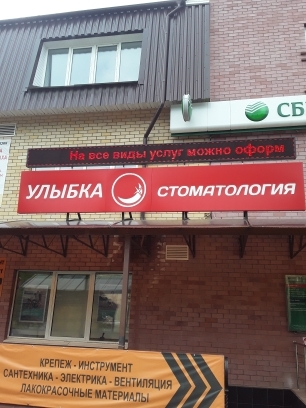 СБ
На все виды услуг можно оформ
УЛЫБКА СТОМАТОЛОГИЯ
КРЕПЕЖ - ИНСТРУМЕНТ
САНТЕХНИКА - ЭЛЕКТРИКА - ВЕНТИЛЯЦИЯ
ЛАКОКРАСОЧНЫЕ МАТЕРИАЛЫ